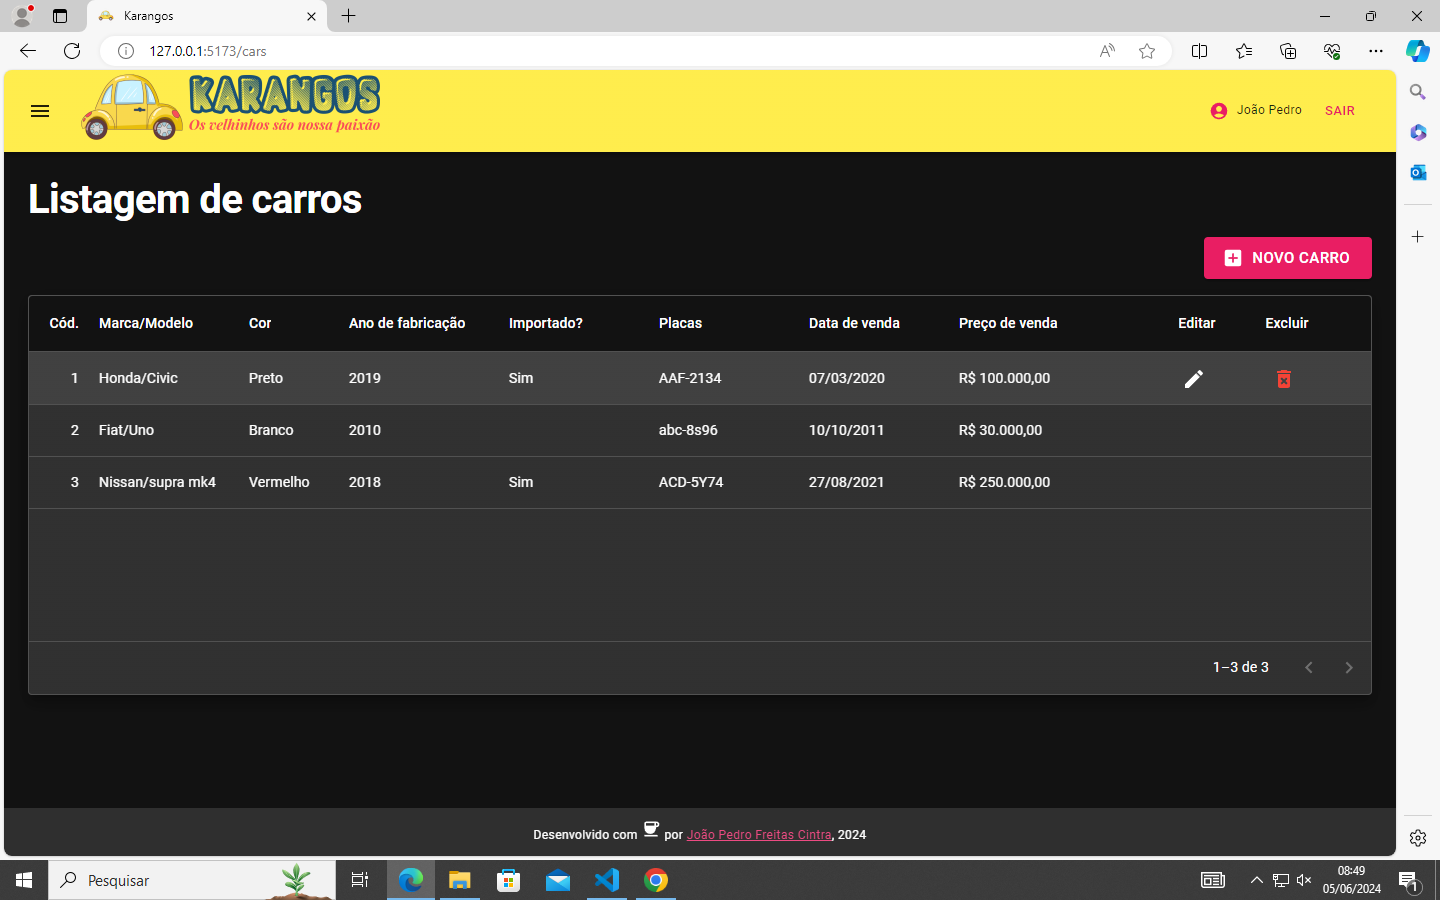 Karangos
127.0.0.1:5173/cars
KARANGOS
Os velhinhos são nossa paixão
João Pedro SAIR
Listagem de carros
NOVO CARRO
Cód. Marca/Modelo Cor Ano de fabricação Importado? Placas Data de venda Preço de venda Editar Excluir
1 Honda/Civic Preto 2019 Sim AAF-2134 07/03/2020 R$ 100.000,00
2 Fiat/Uno Branco 2010 abc-8s96 10/10/2011 R$ 30.000,00
3 Nissan/supra mk4 Vermelho 2018 Sim ACD-5Y74 27/08/2021 R$ 250.000,00
1–3 de 3
Desenvolvido com por João Pedro Freitas Cintra, 2024
Pesquisar
08:49
05/06/2024
1